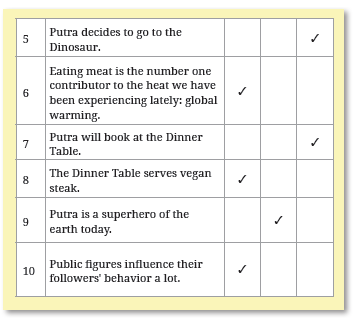 5 Putra decides to go to the ✓
Dinosaur.
6 Eating meat is the number one
contributor to the heat we have
been experiencing lately: global ✓
warming.
7 Putra will book at the Dinner ✓
Table.
8 The Dinner Table serves vegan ✓
steak.
9 Putra is a superhero of the ✓
earth today.
10 Public figures influence their ✓
followers' behavior a lot.